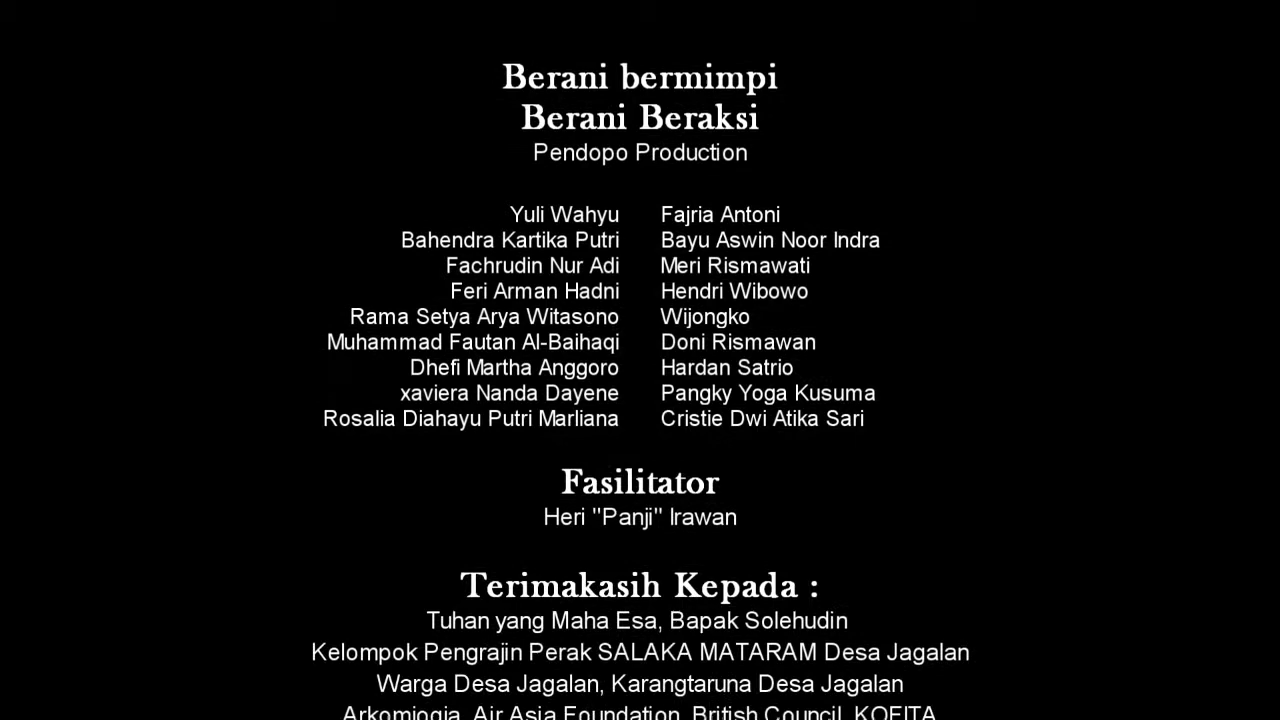 Berani bermimpi
Berani Beraksi
Pendopo Production
Yuli Wahyu Fajria Antoni
Bahendra Kartika Putri Bayu Aswin Noor Indra
Fachrudin Nur Adi Meri Rismawati
Feri Arman Hadni Hendri Wibowo
Rama Setya Arya Witasono Wijongko
Muhammad Fautan Al-Baihaqi Doni Rismawan
Dhefi Martha Anggoro Hardan Satrio
xaviera Nanda Dayene Pangky Yoga Kusuma
Rosalia Diahayu Putri Marliana Cristie Dwi Atika Sari
Fasilitator
Heri "Panji" Irawan
Terimakasih Kepada :
Tuhan yang Maha Esa, Bapak Solehudin
Kelompok Pengrajin Perak SALAKA MATARAM Desa Jagalan
Warga Desa Jagalan, Karangtaruna Desa Jagalan
Arkomjogja, Air Asia Foundation, British Council,